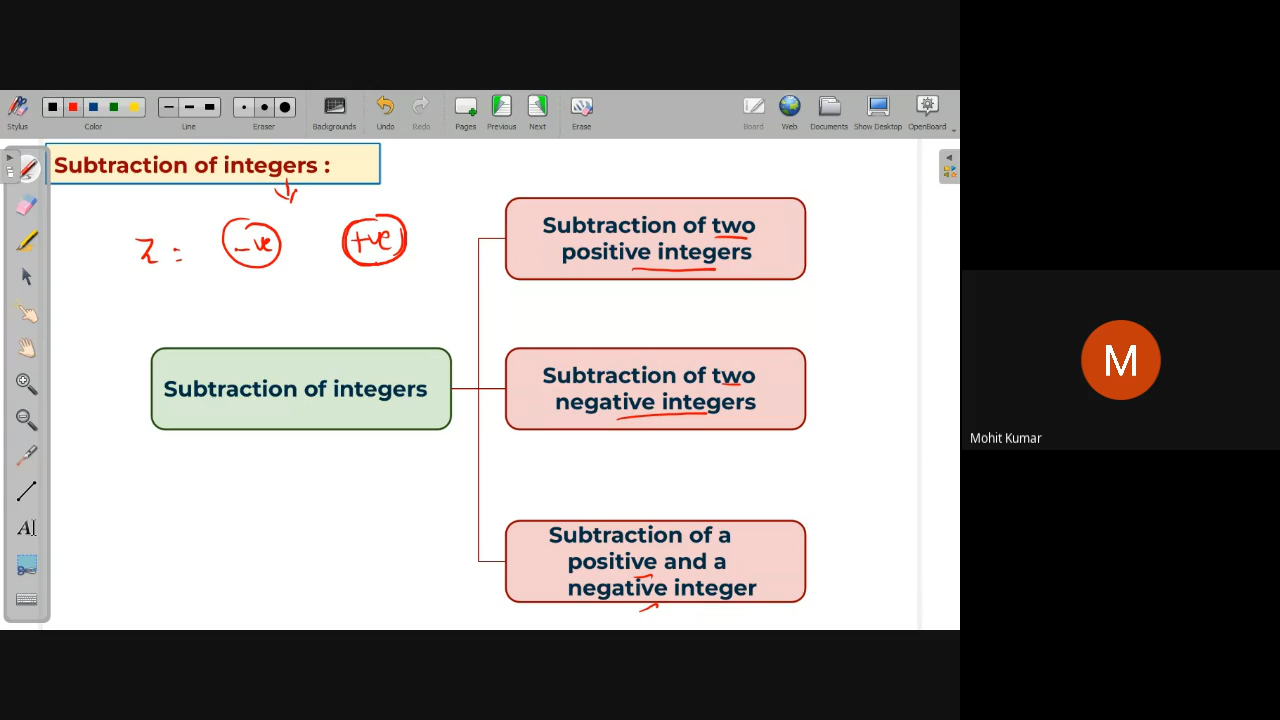 Stylus
Color
Line
Eraser
Backgrounds
Undo
Redo
Pages
Previous
Next
Erase
Board
Web
Documents
Show Desktop
OpenBoard
Subtraction of integers :
Z = -ve +ve
Subtraction of two
positive integers
Subtraction of integers
Subtraction of two
negative integers
Subtraction of a
positive and a
negative integer
A
M
Mohit Kumar